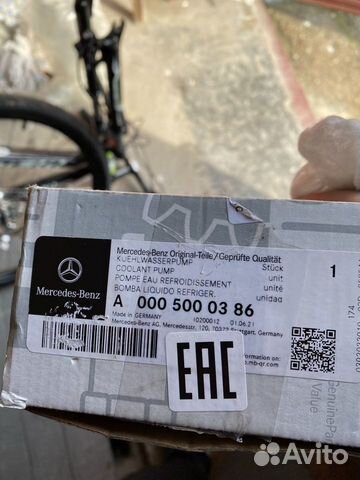 Mercedes-Benz Original-Teile/Geprüfte Qualität
KUEHLWASSERPUMP Stück 1
COOLANT PUMP unit
POMPE EAU REFROIDISSEMENT unité
BOMBA LIQUIDO REFRIGER. unidad
A 000 500 03 86
Made in GERMANY 10200612 01.06.21
Mercedes-Benz AG, Mercedesstr. 120, Germany
Mercedes-Benz
EAC
Avito